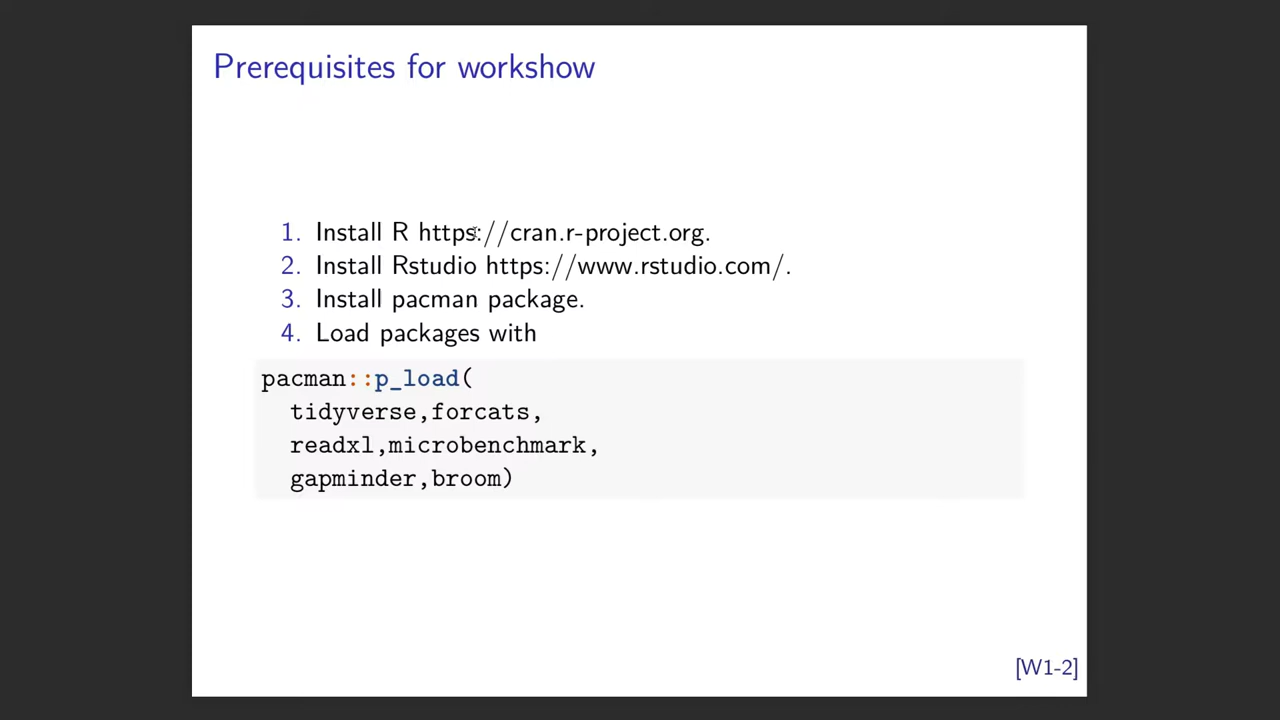 Prerequisites for workshow
1. Install R https://cran.r-project.org.
2. Install Rstudio https://www.rstudio.com/.
3. Install pacman package.
4. Load packages with
pacman::p_load(
tidyverse,forcats,
readxl,microbenchmark,
gapminder,broom)
[W1-2]